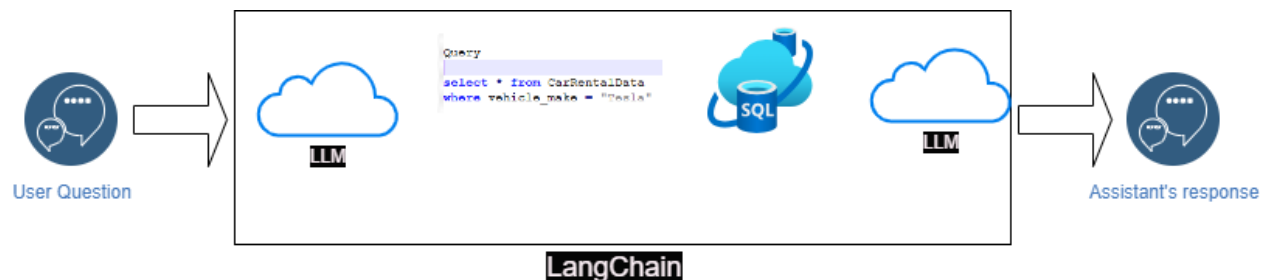 Query
select * from CarRentalData
where vehicle_make = "Tesla"
SQL
LLM
LLM
User Question
Assistant's response
LangChain